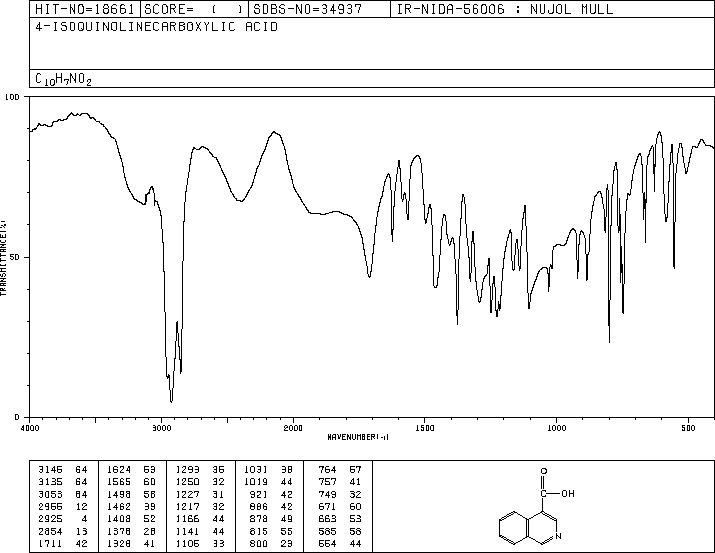 HIT-NO=18661 SCORE= ( ) SDBS-NO=34937 IR-NIDA-56006 : NUJOL MULL
4-ISOQUINOLINECARBOXYLIC ACID
C10H7NO2
100
50
0
TRANSMITTANCE(%)
4000 3000 2000 1500 1000 500
WAVENUMBER(-1)
3145 64 1624 53 1293 35 1031 38 764 57
3135 64 1565 60 1250 32 1019 44 757 41
3053 64 1498 58 1227 31 921 42 749 32
2955 12 1462 39 1217 32 886 42 671 60
2925 4 1408 52 1166 44 878 49 663 53
2854 13 1378 28 1141 44 815 55 585 58
1711 42 1328 41 1105 33 800 23 554 44
O
C OH
N